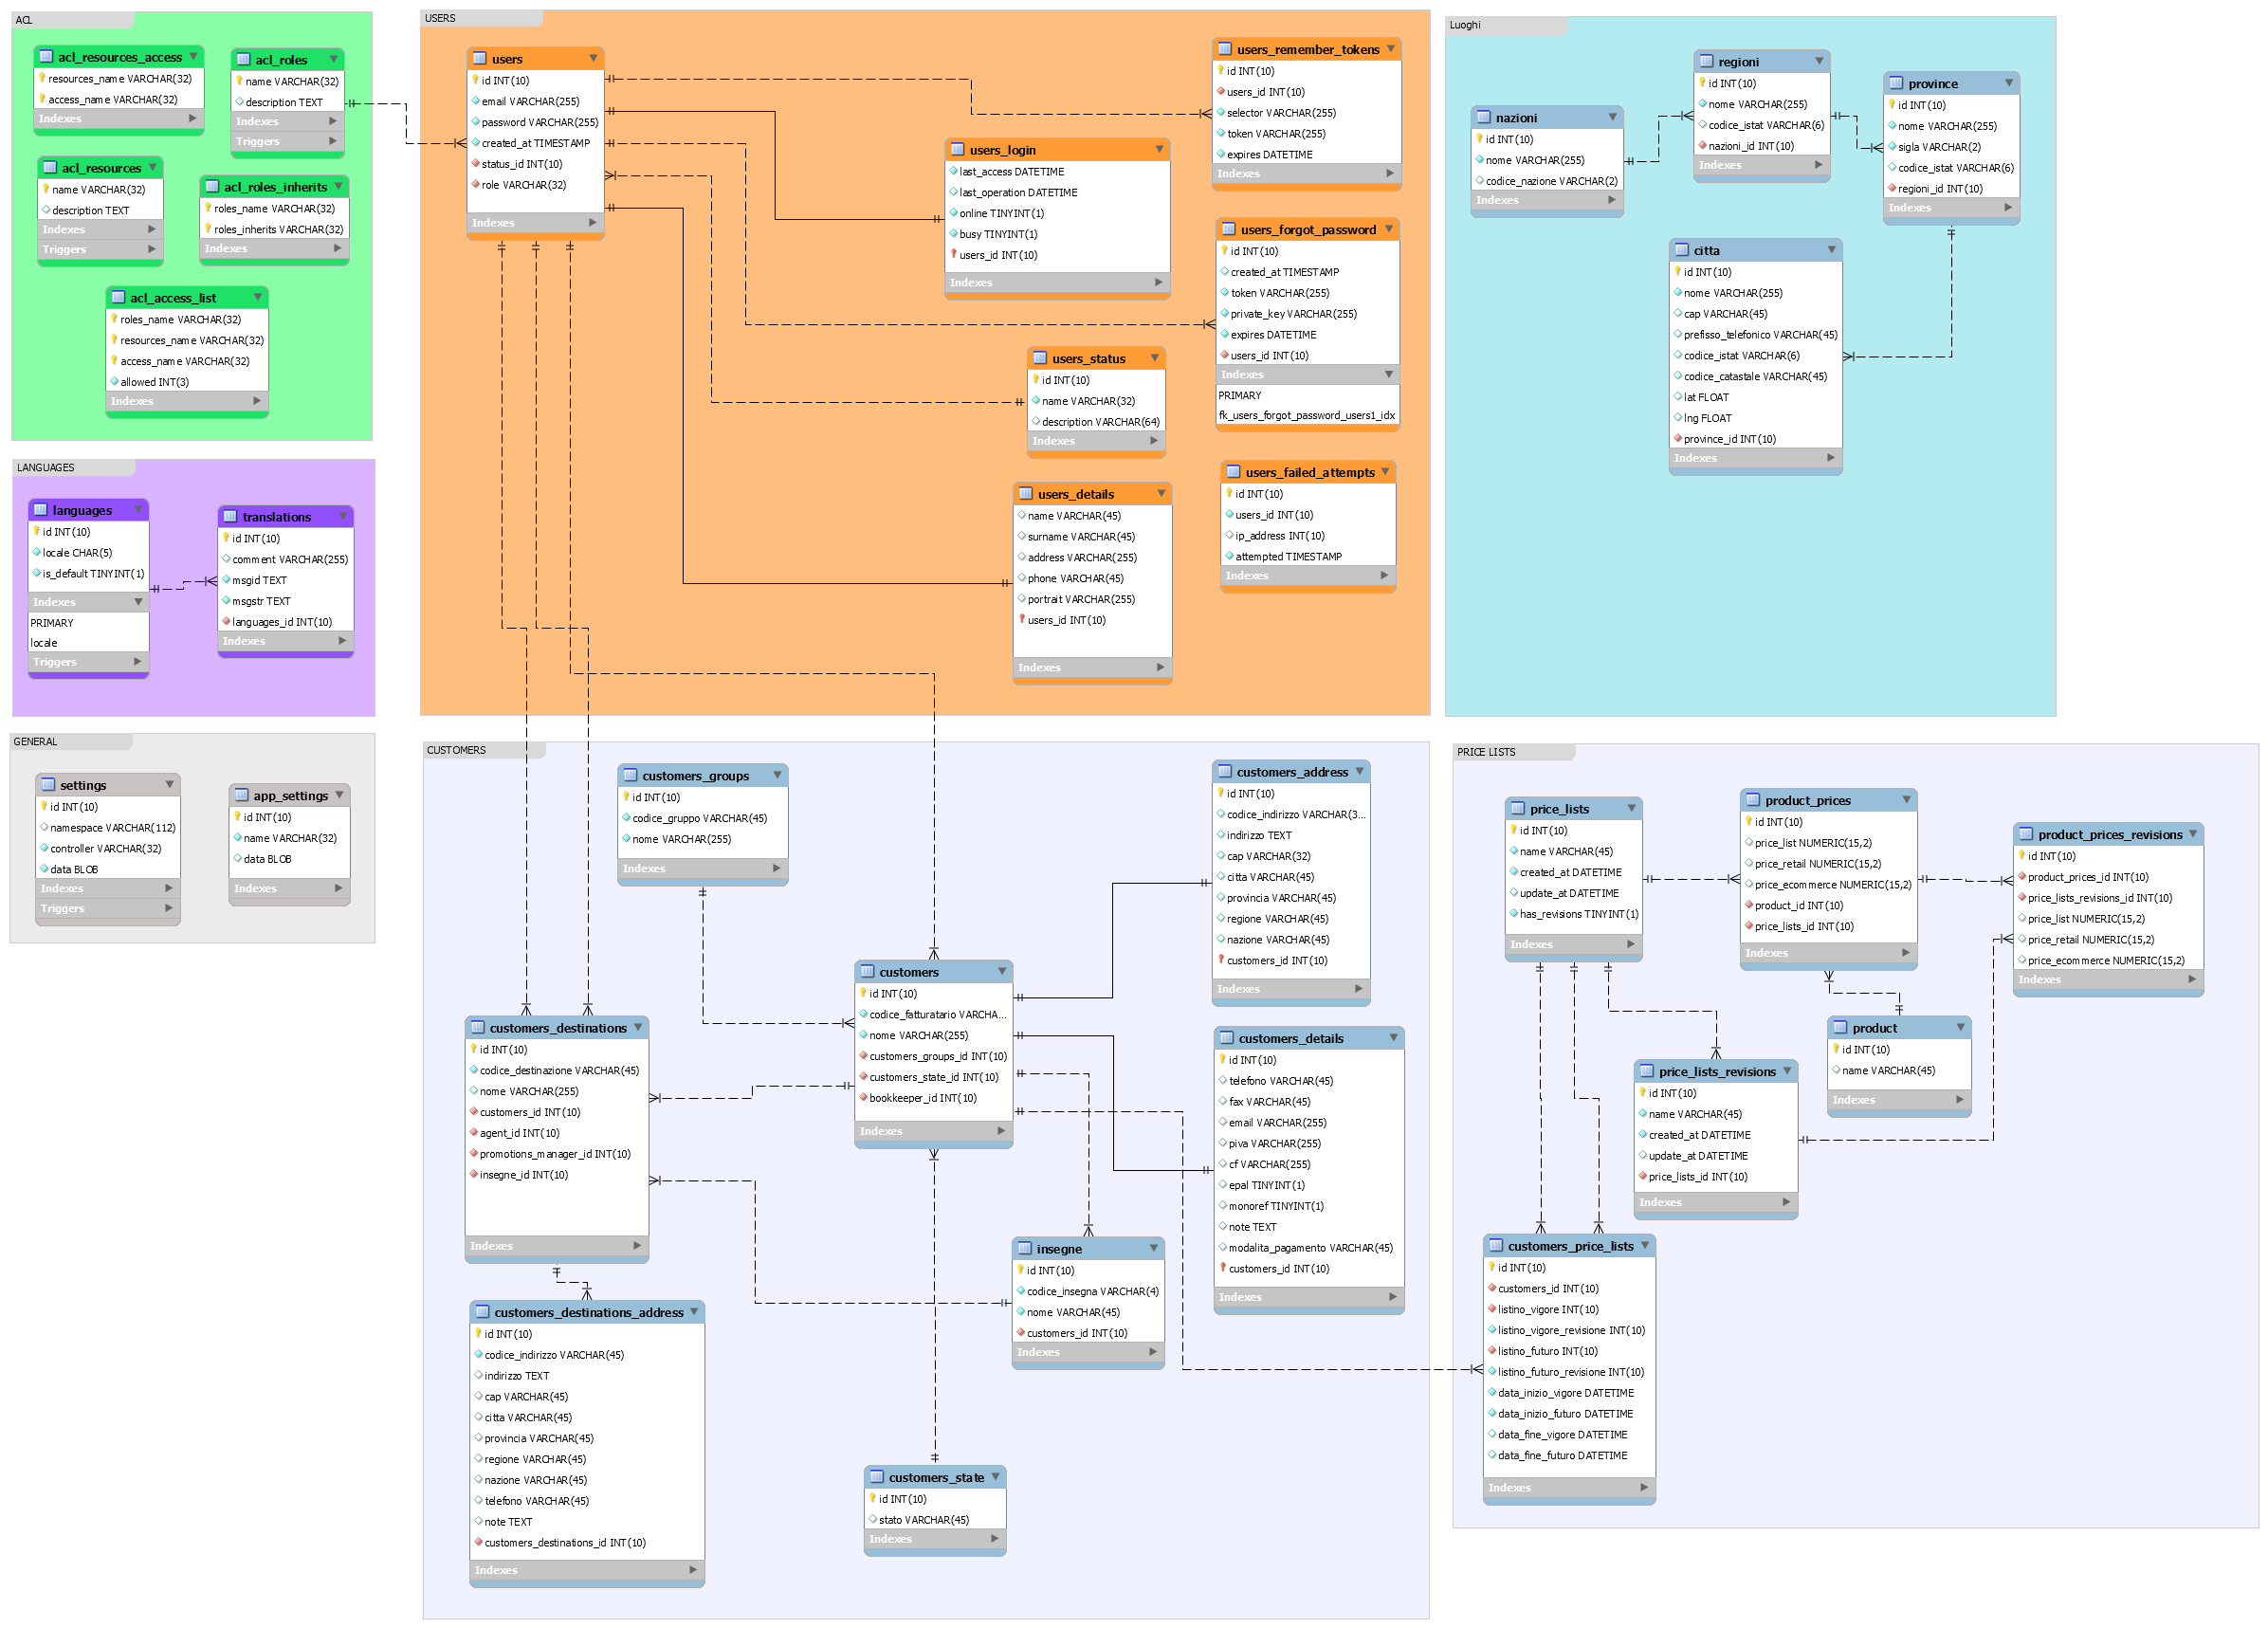 ACL
acl_resources_access
resources_name VARCHAR(32)
access_name VARCHAR(32)
Indexes
acl_roles
name VARCHAR(32)
description TEXT
Indexes
Triggers
acl_resources
name VARCHAR(32)
description TEXT
Indexes
Triggers
acl_roles_inherits
roles_name VARCHAR(32)
roles_inherits VARCHAR(32)
Indexes
acl_access_list
roles_name VARCHAR(32)
resources_name VARCHAR(32)
access_name VARCHAR(32)
allowed INT(3)
Indexes
LANGUAGES
languages
id INT(10)
locale CHAR(5)
is_default TINYINT(1)
Indexes
PRIMARY
locale
Triggers
translations
id INT(10)
comment VARCHAR(255)
msgid TEXT
msgstr TEXT
languages_id INT(10)
Indexes
GENERAL
settings
id INT(10)
namespace VARCHAR(112)
controller VARCHAR(32)
data BLOB
Indexes
Triggers
app_settings
id INT(10)
name VARCHAR(32)
data BLOB
Indexes
USERS
users
id INT(10)
email VARCHAR(255)
password VARCHAR(255)
created_at TIMESTAMP
status_id INT(10)
role VARCHAR(32)
Indexes
users_remember_tokens
id INT(10)
users_id INT(10)
selector VARCHAR(255)
token VARCHAR(255)
expires DATETIME
Indexes
users_login
last_access DATETIME
last_operation DATETIME
online TINYINT(1)
busy TINYINT(1)
users_id INT(10)
Indexes
users_forgot_password
id INT(10)
created_at TIMESTAMP
token VARCHAR(255)
private_key VARCHAR(255)
expires DATETIME
users_id INT(10)
Indexes
PRIMARY
fk_users_forgot_password_users1_idx
users_status
id INT(10)
name VARCHAR(32)
description VARCHAR(64)
Indexes
users_failed_attempts
id INT(10)
users_id INT(10)
ip_address INT(10)
attempted TIMESTAMP
Indexes
users_details
name VARCHAR(45)
surname VARCHAR(45)
address VARCHAR(255)
phone VARCHAR(45)
portrait VARCHAR(255)
users_id INT(10)
Indexes
Luoghi
nazioni
id INT(10)
nome VARCHAR(255)
codice_nazione VARCHAR(2)
Indexes
regioni
id INT(10)
nome VARCHAR(255)
codice_istat VARCHAR(6)
nazioni_id INT(10)
Indexes
province
id INT(10)
nome VARCHAR(255)
sigla VARCHAR(2)
codice_istat VARCHAR(6)
regioni_id INT(10)
Indexes
citta
id INT(10)
nome VARCHAR(255)
cap VARCHAR(45)
prefisso_telefonico VARCHAR(45)
codice_istat VARCHAR(6)
codice_catastale VARCHAR(45)
lat FLOAT
lng FLOAT
province_id INT(10)
Indexes
CUSTOMERS
customers_groups
id INT(10)
codice_gruppo VARCHAR(45)
nome VARCHAR(255)
Indexes
customers_address
id INT(10)
codice_indirizzo VARCHAR(3...
indirizzo TEXT
cap VARCHAR(32)
citta VARCHAR(45)
provincia VARCHAR(45)
regione VARCHAR(45)
nazione VARCHAR(45)
customers_id INT(10)
Indexes
customers
id INT(10)
codice_fatturatario VARCHA...
nome VARCHAR(255)
customers_groups_id INT(10)
customers_state_id INT(10)
bookkeeper_id INT(10)
Indexes
customers_destinations
id INT(10)
codice_destinazione VARCHAR(45)
nome VARCHAR(255)
customers_id INT(10)
agent_id INT(10)
promotions_manager_id INT(10)
insegne_id INT(10)
Indexes
customers_details
id INT(10)
telefono VARCHAR(45)
fax VARCHAR(45)
email VARCHAR(255)
piva VARCHAR(255)
cf VARCHAR(255)
epal TINYINT(1)
monoref TINYINT(1)
note TEXT
modalita_pagamento VARCHAR(45)
customers_id INT(10)
Indexes
insegne
id INT(10)
codice_insegna VARCHAR(4)
nome VARCHAR(45)
customers_id INT(10)
Indexes
customers_destinations_address
id INT(10)
codice_indirizzo VARCHAR(45)
indirizzo TEXT
cap VARCHAR(45)
citta VARCHAR(45)
provincia VARCHAR(45)
regione VARCHAR(45)
nazione VARCHAR(45)
telefono VARCHAR(45)
note TEXT
customers_destinations_id INT(10)
Indexes
customers_state
id INT(10)
stato VARCHAR(45)
Indexes
PRICE LISTS
price_lists
id INT(10)
name VARCHAR(45)
created_at DATETIME
update_at DATETIME
has_revisions TINYINT(1)
Indexes
product_prices
id INT(10)
price_list NUMERIC(15,2)
price_retail NUMERIC(15,2)
price_ecommerce NUMERIC(15,2)
product_id INT(10)
price_lists_id INT(10)
Indexes
product_prices_revisions
id INT(10)
product_prices_id INT(10)
price_lists_revisions_id INT(10)
price_list NUMERIC(15,2)
price_retail NUMERIC(15,2)
price_ecommerce NUMERIC(15,2)
Indexes
product
id INT(10)
name VARCHAR(45)
Indexes
price_lists_revisions
id INT(10)
name VARCHAR(45)
created_at DATETIME
update_at DATETIME
price_lists_id INT(10)
Indexes
customers_price_lists
id INT(10)
customers_id INT(10)
listino_vigore INT(10)
listino_vigore_revisione INT(10)
listino_futuro INT(10)
listino_futuro_revisione INT(10)
data_inizio_vigore DATETIME
data_inizio_futuro DATETIME
data_fine_vigore DATETIME
data_fine_futuro DATETIME
Indexes